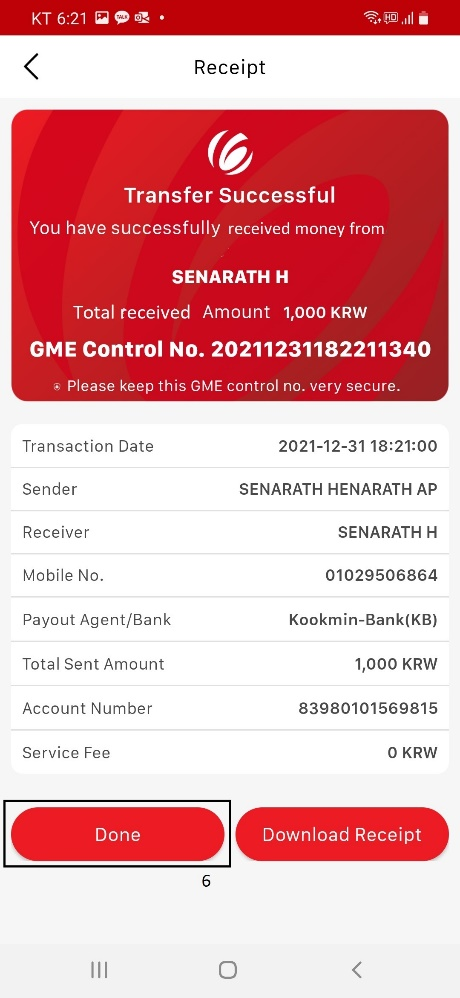 KT 6:21 TALK HD
Receipt
Transfer Successful
You have successfully received money from
SENARATH H
Total received Amount 1,000 KRW
GME Control No. 20211231182211340
Please keep this GME control no. very secure.
Transaction Date 2021-12-31 18:21:00
Sender SENARATH HENARATH AP
Receiver SENARATH H
Mobile No. 01029506864
Payout Agent/Bank Kookmin-Bank(KB)
Total Sent Amount 1,000 KRW
Account Number 83980101569815
Service Fee 0 KRW
Done Download Receipt
6